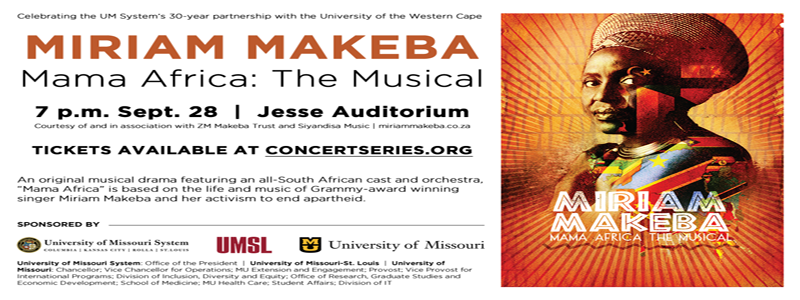 Celebrating the UM System's 30-year partnership with the University of the Western Cape
MIRIAM MAKEBA
Mama Africa: The Musical
7 p.m. Sept. 28 | Jesse Auditorium
Courtesy of and in association with ZM Makeba Trust and Siyandisa Music | miriammakeba.co.za
TICKETS AVAILABLE AT CONCERTSERIES.ORG
An original musical drama featuring an all-South African cast and orchestra,
"Mama Africa" is based on the life and music of Grammy-award winning
singer Miriam Makeba and her activism to end apartheid.
SPONSORED BY
University of Missouri System
COLUMBIA | KANSAS CITY | ROLLA | ST. LOUIS
UMSL
University of Missouri
University of Missouri System: Office of the President | University of Missouri-St. Louis | University of
Missouri: Chancellor; Vice Chancellor for Operations; MU Extension and Engagement; Provost; Vice Provost for
International Programs; Division of Inclusion, Diversity and Equity; Office of Research, Graduate Studies and
Economic Development; School of Medicine; MU Health Care; Student Affairs; Division of IT
MIRIAM
MAKEBA
MAMA AFRICA THE MUSICAL